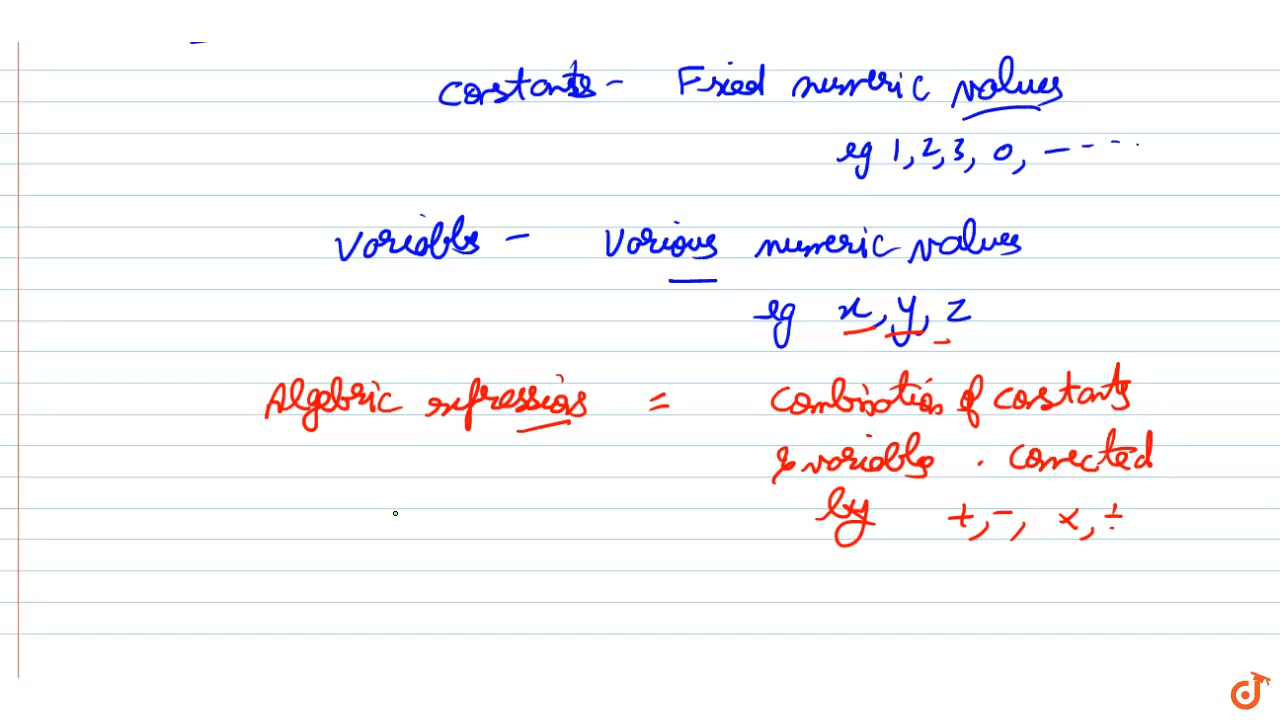 Constants - Fixed numeric values
eg 1, 2, 3, 0, - - - -
Variables - Various numeric values
eg x, y, z
Algebric expressions = Combination of constants
& variables . connected
by +, -, ×, ÷